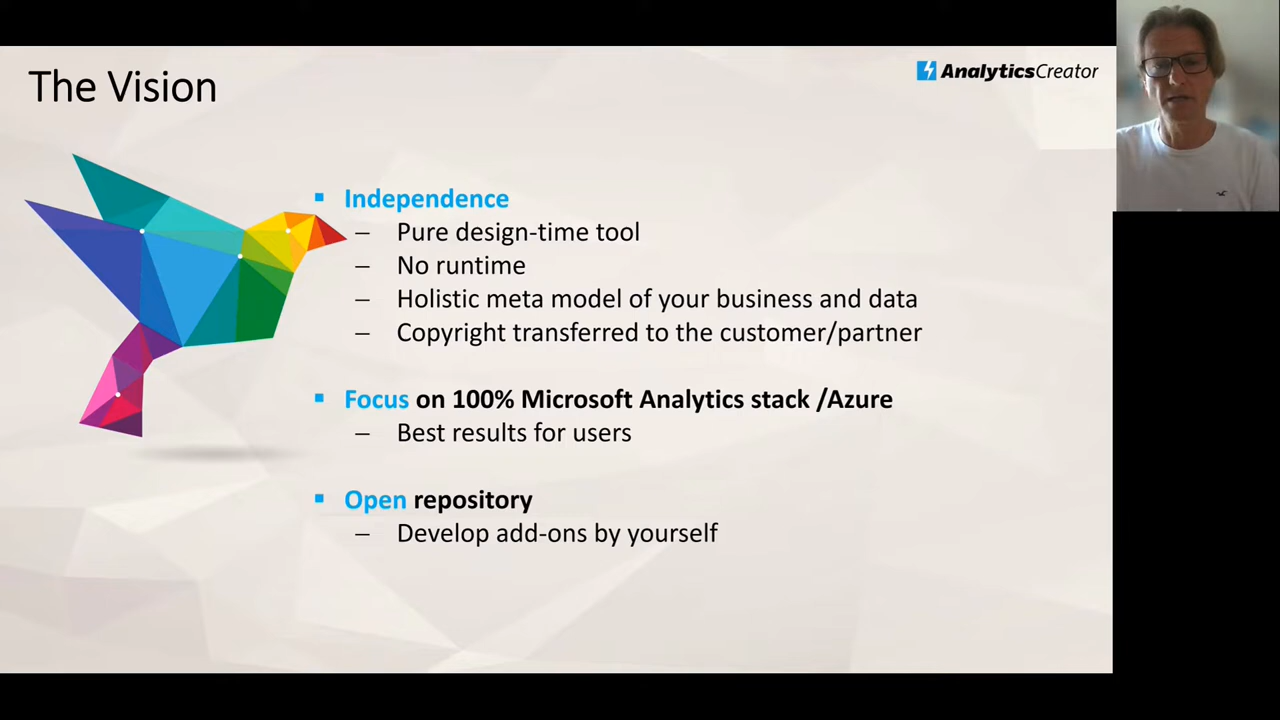 The Vision
AnalyticsCreator
Independence
– Pure design-time tool
– No runtime
– Holistic meta model of your business and data
– Copyright transferred to the customer/partner
Focus on 100% Microsoft Analytics stack /Azure
– Best results for users
Open repository
– Develop add-ons by yourself